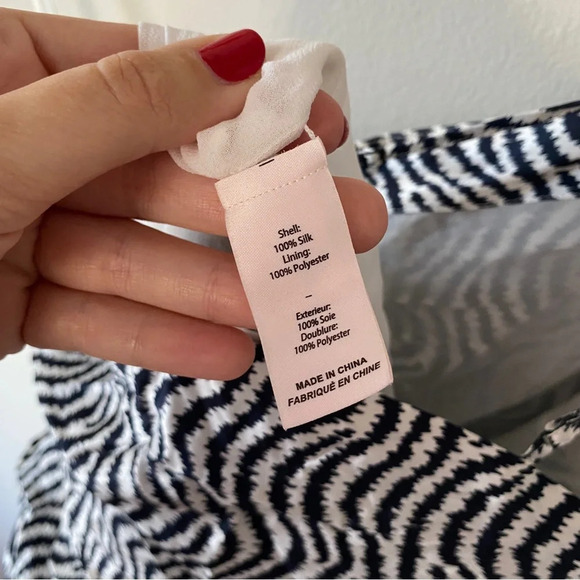 Shell:
100% Silk
Lining:
100% Polyester
–
Exterieur:
100% Soie
Doublure:
100% Polyester
MADE IN CHINA
FABRIQUÉ EN CHINE